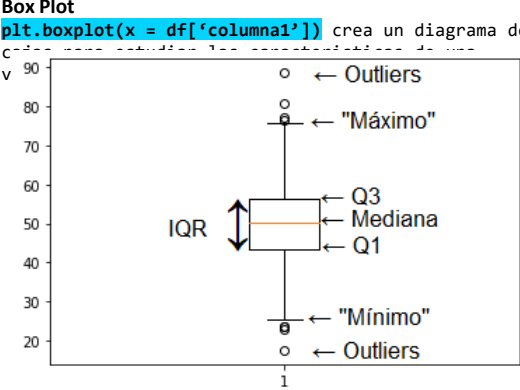 Box Plot
plt.boxplot(x = df[‘columna1’]) crea un diagrama de
v
90
← Outliers
80
← "Máximo"
70
60
← Q3
50
← Mediana
IQR
← Q1
40
30
← "Mínimo"
20
← Outliers
1